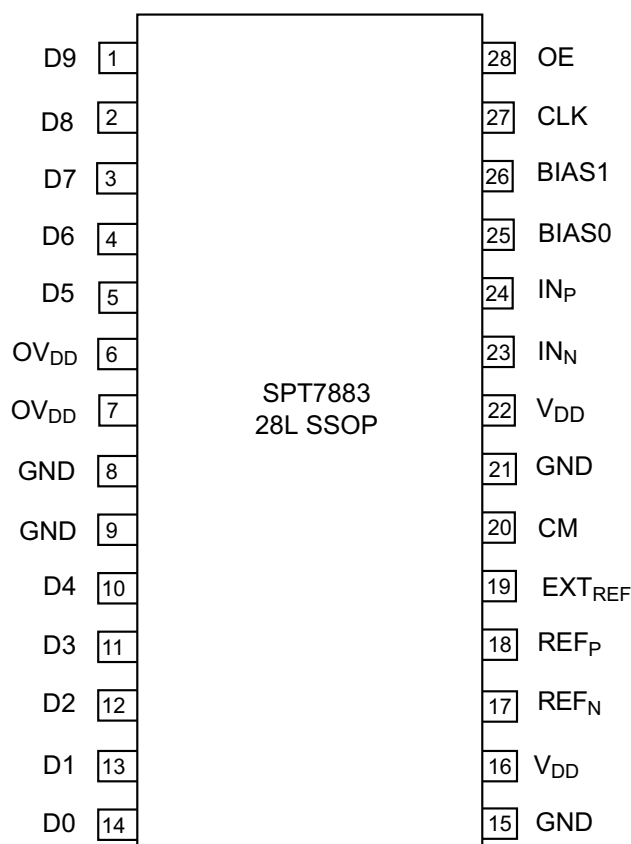 D9 1 28 OE
D8 2 27 CLK
D7 3 26 BIAS1
D6 4 25 BIAS0
D5 5 24 INP
OVDD 6 23 INN
SPT7883
28L SSOP
OVDD 7 22 VDD
GND 8 21 GND
GND 9 20 CM
D4 10 19 EXTREF
D3 11 18 REFP
D2 12 17 REFN
D1 13 16 VDD
D0 14 15 GND